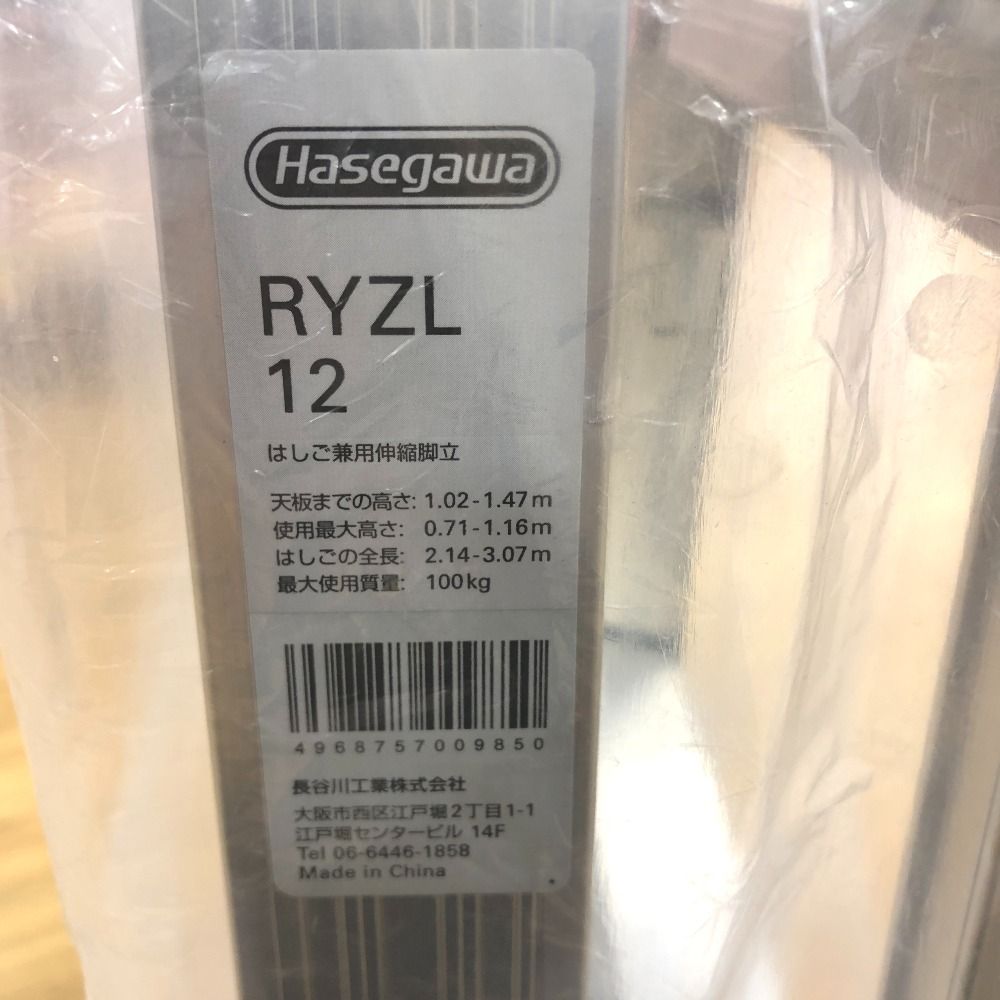 Hasegawa
RYZL
12
はしご兼用伸縮脚立
天板までの高さ: 1.02-1.47m
使用最大高さ: 0.71-1.16m
はしごの全長: 2.14-3.07m
最大使用質量: 100kg
4968757009850
長谷川工業株式会社
大阪市西区江戸堀2丁目1-1
江戸堀センタービル 14F
Tel 06-6446-1858
Made in China